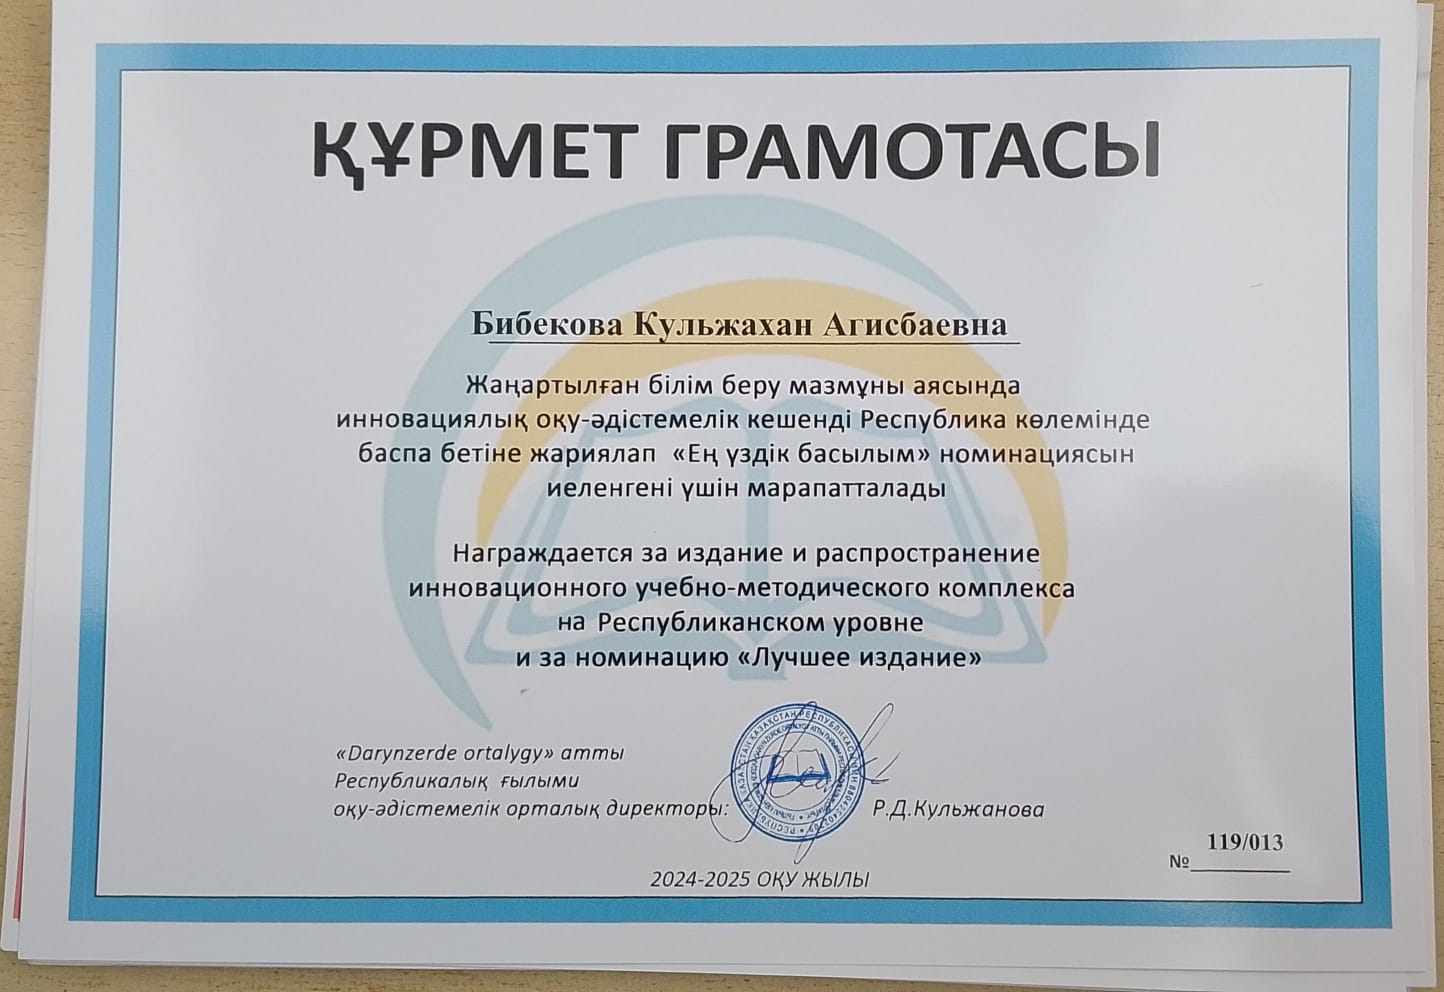 ҚҰРМЕТ ГРАМОТАСЫ
Бибекова Кульжахан Агисбаевна
Жаңартылған білім беру мазмұны аясында
инновациялық оқу-әдістемелік кешенді Республика көлемінде
баспа бетіне жариялап «Ең үздік басылым» номинациясын
иеленгені үшін марапатталады
Награждается за издание и распространение
инновационного учебно-методического комплекса
на Республиканском уровне
и за номинацию «Лучшее издание»
«Darynzerde ortalygy» атты
Республикалық ғылыми
оқу-әдістемелік орталық директоры:
Р.Д.Кульжанова
119/013
№
2024-2025 ОҚУ ЖЫЛЫ